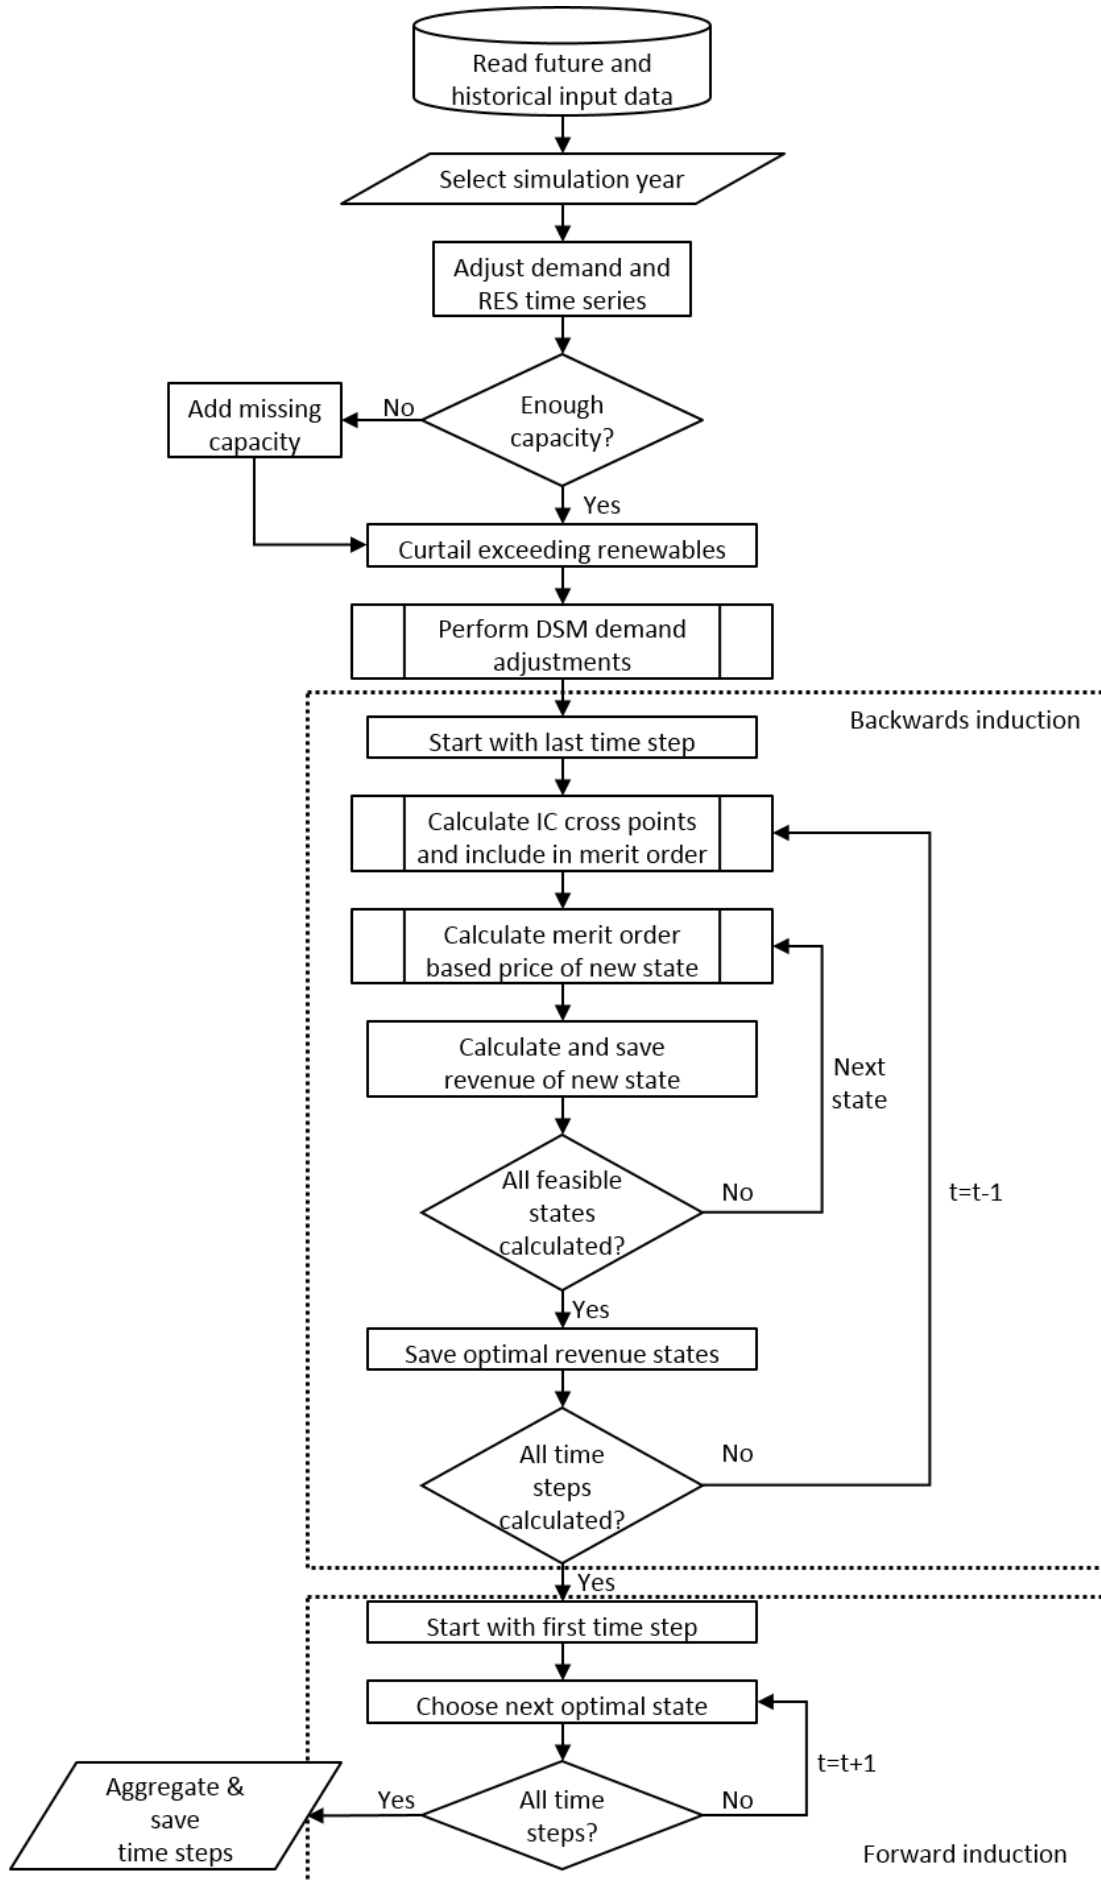 Read future and
historical input data
Select simulation year
Adjust demand and
RES time series
Enough
capacity?
No
Add missing
capacity
Yes
Curtail exceeding renewables
Perform DSM demand
adjustments
Backwards induction
Start with last time step
Calculate IC cross points
and include in merit order
Calculate merit order
based price of new state
Calculate and save
revenue of new state
Next
state
All feasible
states
calculated?
No
t=t-1
Yes
Save optimal revenue states
All time
steps
calculated?
No
Yes
Start with first time step
Choose next optimal state
t=t+1
All time
steps?
No
Yes
Aggregate &
save
time steps
Forward induction